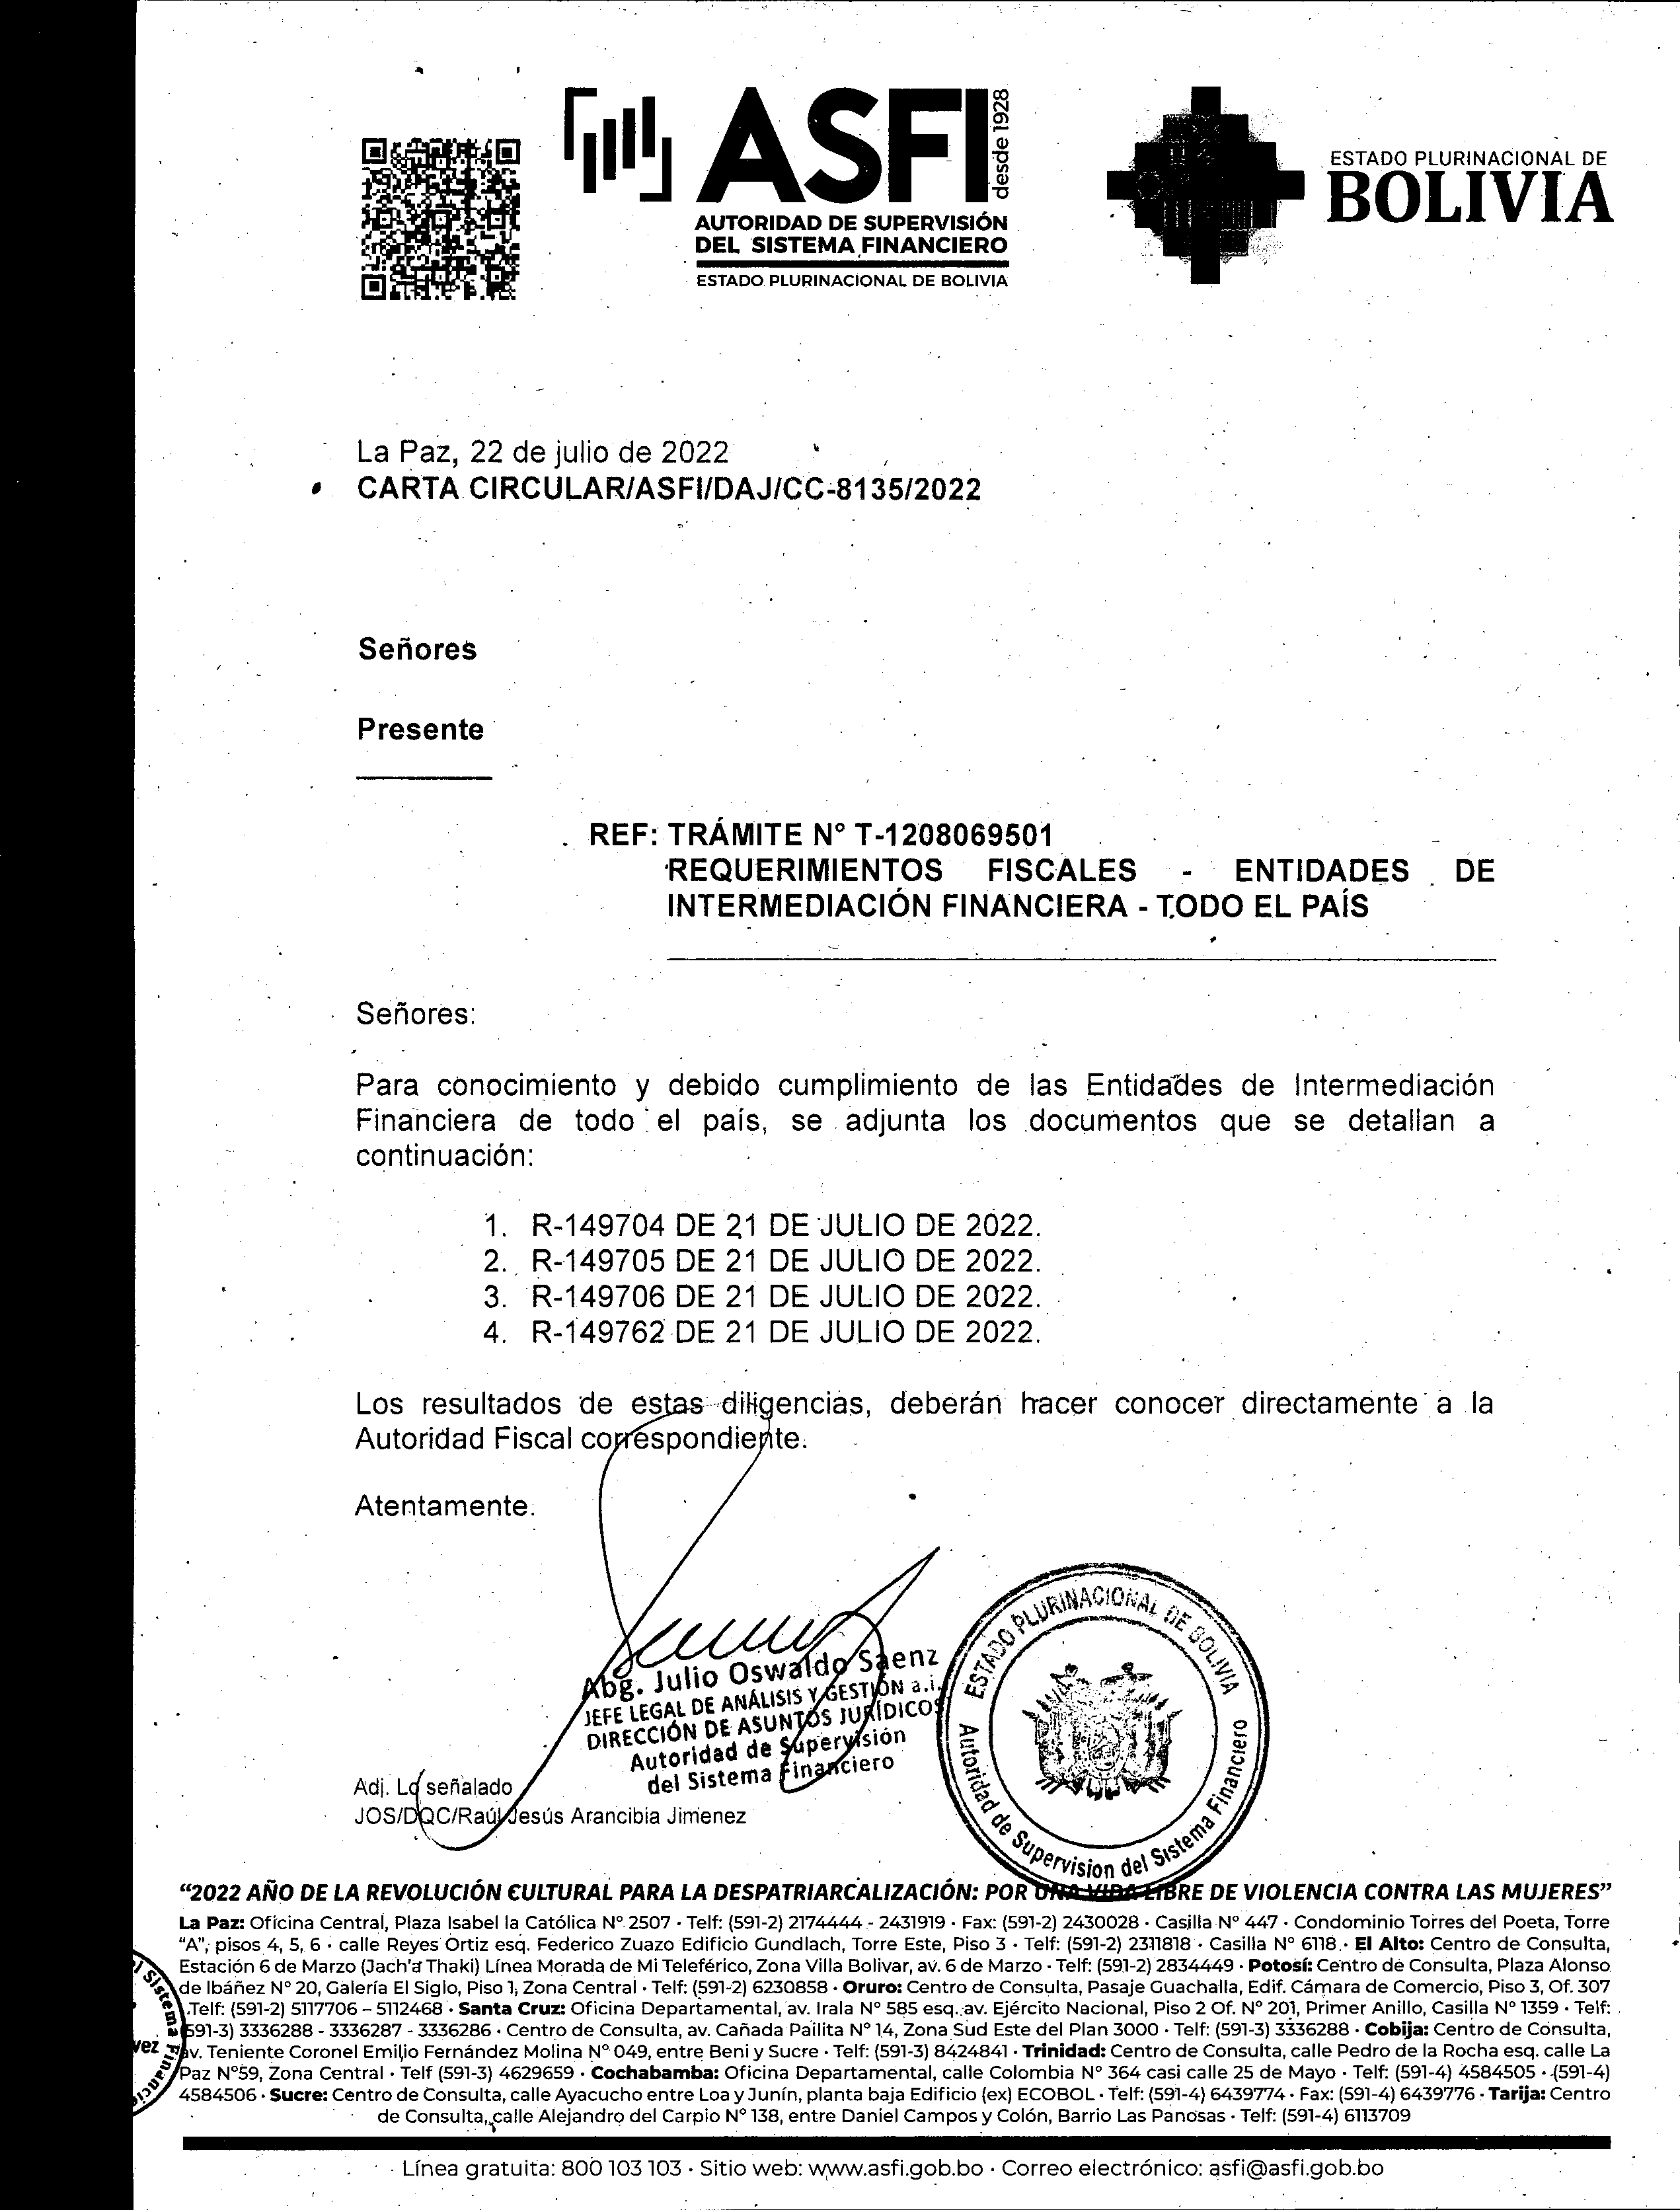 ASFI
desde 1928
AUTORIDAD DE SUPERVISIÓN
DEL SISTEMA FINANCIERO
ESTADO PLURINACIONAL DE BOLIVIA
ESTADO PLURINACIONAL DE
BOLIVIA
La Paz, 22 de julio de 2022
CARTA CIRCULAR/ASFI/DAJ/CC-8135/2022
Señores
Presente
REF: TRÁMITE N° T-1208069501
REQUERIMIENTOS FISCALES - ENTIDADES DE
INTERMEDIACIÓN FINANCIERA - TODO EL PAÍS
Señores:
Para conocimiento y debido cumplimiento de las Entidades de Intermediación
Financiera de todo el país, se adjunta los documentos que se detallan a
continuación:
1. R-149704 DE 21 DE JULIO DE 2022.
2. R-149705 DE 21 DE JULIO DE 2022.
3. R-149706 DE 21 DE JULIO DE 2022.
4. R-149762 DE 21 DE JULIO DE 2022.
Los resultados de estas diligencias, deberán hacer conocer directamente a la
Autoridad Fiscal correspondiente.
Atentamente.
Abg. Julio Oswaldo Saenz
JEFE LEGAL DE ANÁLISIS Y GESTIÓN a.i.
DIRECCIÓN DE ASUNTOS JURÍDICOS
Autoridad de Supervisión
del Sistema Financiero
ESTADO PLURINACIONAL DE BOLIVIA
Autoridad de Supervision del Sistema Financiero
Adj. Lo señalado
JOS/DQC/Raúl Jesús Arancibia Jimenez
“2022 AÑO DE LA REVOLUCIÓN CULTURAL PARA LA DESPATRIARCALIZACIÓN: POR UNA VIDA LIBRE DE VIOLENCIA CONTRA LAS MUJERES”
La Paz: Oficina Central, Plaza Isabel la Católica N° 2507 · Telf: (591-2) 2174444 - 2431919 · Fax: (591-2) 2430028 · Casilla N° 447 · Condominio Torres del Poeta, Torre
“A”, pisos 4, 5, 6 · calle Reyes Ortiz esq. Federico Zuazo Edificio Gundlach, Torre Este, Piso 3 · Telf: (591-2) 2311818 · Casilla N° 6118 · El Alto: Centro de Consulta,
Estación 6 de Marzo (Jach’a Thaki) Línea Morada de Mi Teleférico, Zona Villa Bolivar, av. 6 de Marzo · Telf: (591-2) 2834449 · Potosí: Centro de Consulta, Plaza Alonso
de Ibáñez N° 20, Galería El Siglo, Piso 1, Zona Central · Telf: (591-2) 6230858 · Oruro: Centro de Consulta, Pasaje Guachalla, Edif. Cámara de Comercio, Piso 3, Of. 307
Telf: (591-2) 5117706 – 5112468 · Santa Cruz: Oficina Departamental, av. Irala N° 585 esq. av. Ejército Nacional, Piso 2 Of. N° 201, Primer Anillo, Casilla N° 1359 · Telf:
(591-3) 3336288 - 3336287 - 3336286 · Centro de Consulta, av. Cañada Pailita N° 14, Zona Sud Este del Plan 3000 · Telf: (591-3) 3336288 · Cobija: Centro de Consulta,
av. Teniente Coronel Emilio Fernández Molina N° 049, entre Beni y Sucre · Telf: (591-3) 8424841 · Trinidad: Centro de Consulta, calle Pedro de la Rocha esq. calle La
Paz N°59, Zona Central · Telf (591-3) 4629659 · Cochabamba: Oficina Departamental, calle Colombia N° 364 casi calle 25 de Mayo · Telf: (591-4) 4584505 · (591-4)
4584506 · Sucre: Centro de Consulta, calle Ayacucho entre Loa y Junín, planta baja Edificio (ex) ECOBOL · Telf: (591-4) 6439774 · Fax: (591-4) 6439776 · Tarija: Centro
de Consulta, calle Alejandro del Carpio N° 138, entre Daniel Campos y Colón, Barrio Las Panosas · Telf: (591-4) 6113709
Línea gratuita: 800 103 103 · Sitio web: www.asfi.gob.bo · Correo electrónico: asfi@asfi.gob.bo